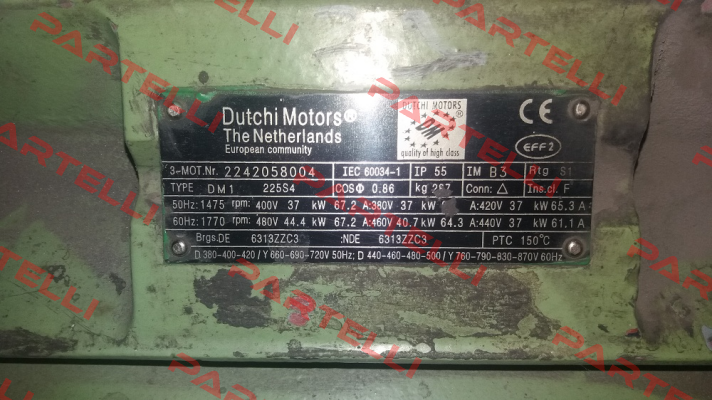 Dutchi Motors®
The Netherlands
European community
DUTCHI MOTORS
DM ®
quality of high class
CE
EFF2
3~MOT.Nr. 2242058004 IEC 60034-1 IP 55 IM B3 Rtg S1
TYPE DM1 225S4 COSΦ 0.86 kg Conn: △ Ins.cl. F
50Hz: 1475 rpm: 400V 37 kW 67.2 A:380V 37 kW A:420V 37 kW 65.3 A
60Hz: 1770 rpm: 480V 44.4 kW 67.2 A:460V 40.7 kW 64.3 A:440V 37 kW 61.1 A
Brgs.DE 6313ZZC3 :NDE 6313ZZC3 PTC 150°C
D 380-400-420 / Y 660-690-720V 50Hz; D 440-460-480-500 / Y 760-790-830-870V 60Hz
PARTELLI
PARTELLI
PARTELLI
PARTELLI
PARTELLI